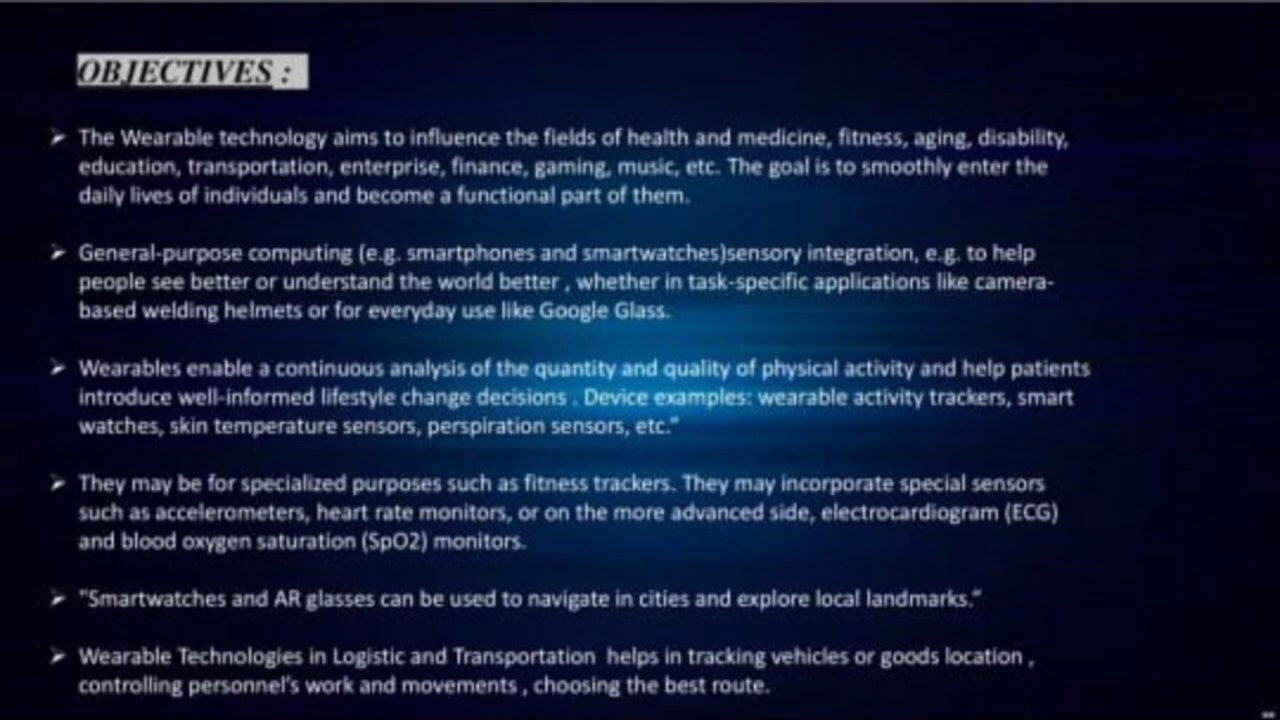 OBJECTIVES :
➢ The Wearable technology aims to influence the fields of health and medicine, fitness, aging, disability,
education, transportation, enterprise, finance, gaming, music, etc. The goal is to smoothly enter the
daily lives of individuals and become a functional part of them.
➢ General-purpose computing (e.g. smartphones and smartwatches)sensory integration, e.g. to help
people see better or understand the world better , whether in task-specific applications like camera-
based welding helmets or for everyday use like Google Glass.
➢ Wearables enable a continuous analysis of the quantity and quality of physical activity and help patients
introduce well-informed lifestyle change decisions . Device examples: wearable activity trackers, smart
watches, skin temperature sensors, perspiration sensors, etc."
➢ They may be for specialized purposes such as fitness trackers. They may incorporate special sensors
such as accelerometers, heart rate monitors, or on the more advanced side, electrocardiogram (ECG)
and blood oxygen saturation (SpO2) monitors.
➢ "Smartwatches and AR glasses can be used to navigate in cities and explore local landmarks."
➢ Wearable Technologies in Logistic and Transportation  helps in tracking vehicles or goods location ,
controlling personnel's work and movements , choosing the best route.